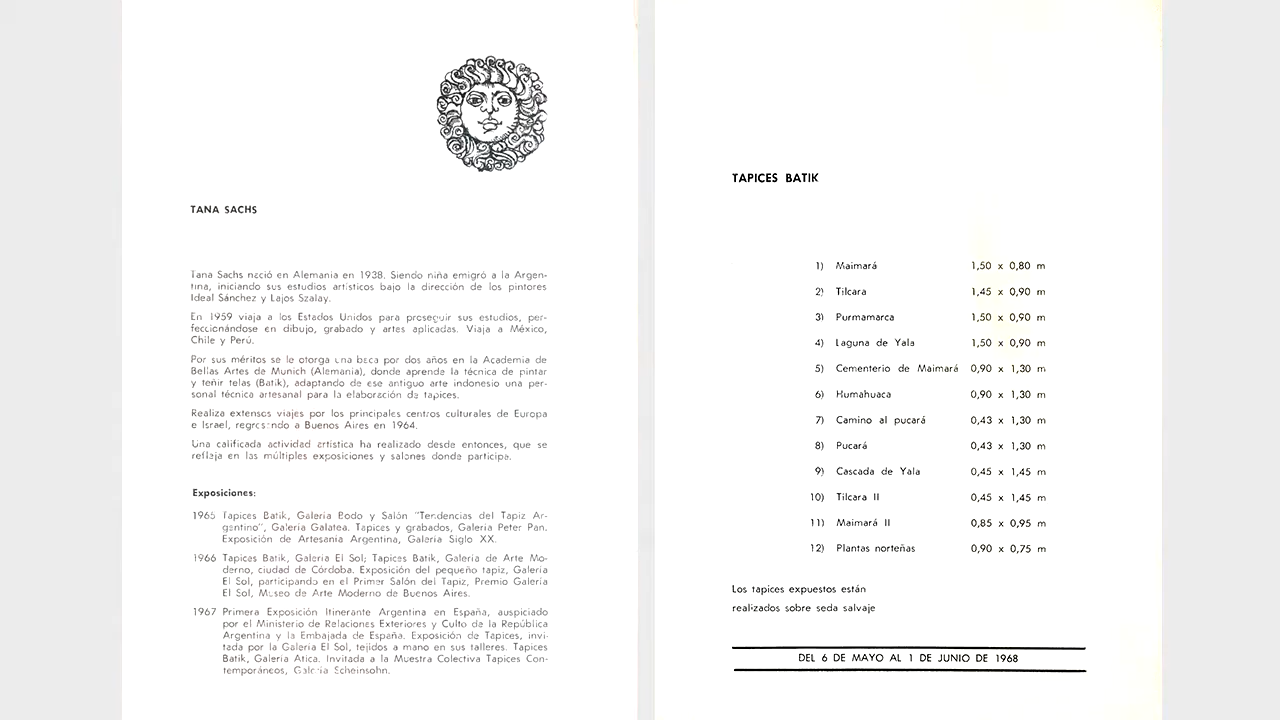 TANA SACHS
Tana Sachs nació en Alemania en 1938. Siendo niña emigró a la Argen-
tina, iniciando sus estudios artísticos bajo la dirección de los pintores
Ideal Sánchez y Lajos Szalay.
En 1959 viaja a los Estados Unidos para proseguir sus estudios, per-
feccionándose en dibujo, grabado y artes aplicadas. Viaja a México,
Chile y Perú.
Por sus méritos se le otorga una beca por dos años en la Academia de
Bellas Artes de Munich (Alemania), donde aprende la técnica de pintar
y teñir telas (Batik), adaptando de ese antiguo arte indonesio una per-
sonal técnica artesanal para la elaboración de tapices.
Realiza extensos viajes por los principales centros culturales de Europa
e Israel, regresando a Buenos Aires en 1964.
Una calificada actividad artística ha realizado desde entonces, que se
refleja en las múltiples exposiciones y salones donde participa.
Exposiciones:
1965 Tapices Batik, Galería Bodo y Salón "Tendencias del Tapiz Ar-
gentino", Galería Galatea. Tapices y grabados, Galería Peter Pan.
Exposición de Artesanía Argentina, Galería Siglo XX.
1966 Tapices Batik, Galería El Sol; Tapices Batik, Galería de Arte Mo-
derno, ciudad de Córdoba. Exposición del pequeño tapiz, Galería
El Sol, participando en el Primer Salón del Tapiz, Premio Galería
El Sol, Museo de Arte Moderno de Buenos Aires.
1967 Primera Exposición Itinerante Argentina en España, auspiciado
por el Ministerio de Relaciones Exteriores y Culto de la República
Argentina y la Embajada de España. Exposición de Tapices, invi-
tada por la Galería El Sol, tejidos a mano en sus talleres. Tapices
Batik, Galería Atica. Invitada a la Muestra Colectiva Tapices Con-
temporáneos, Galería Scheinsohn.
TAPICES BATIK
1) Maimará 1,50 x 0,80 m
2) Tilcara 1,45 x 0,90 m
3) Purmamarca 1,50 x 0,90 m
4) Laguna de Yala 1,50 x 0,90 m
5) Cementerio de Maimará 0,90 x 1,30 m
6) Humahuaca 0,90 x 1,30 m
7) Camino al pucará 0,43 x 1,30 m
8) Pucará 0,43 x 1,30 m
9) Cascada de Yala 0,45 x 1,45 m
10) Tilcara II 0,45 x 1,45 m
11) Maimará II 0,85 x 0,95 m
12) Plantas norteñas 0,90 x 0,75 m
Los tapices expuestos están
realizados sobre seda salvaje
DEL 6 DE MAYO AL 1 DE JUNIO DE 1968